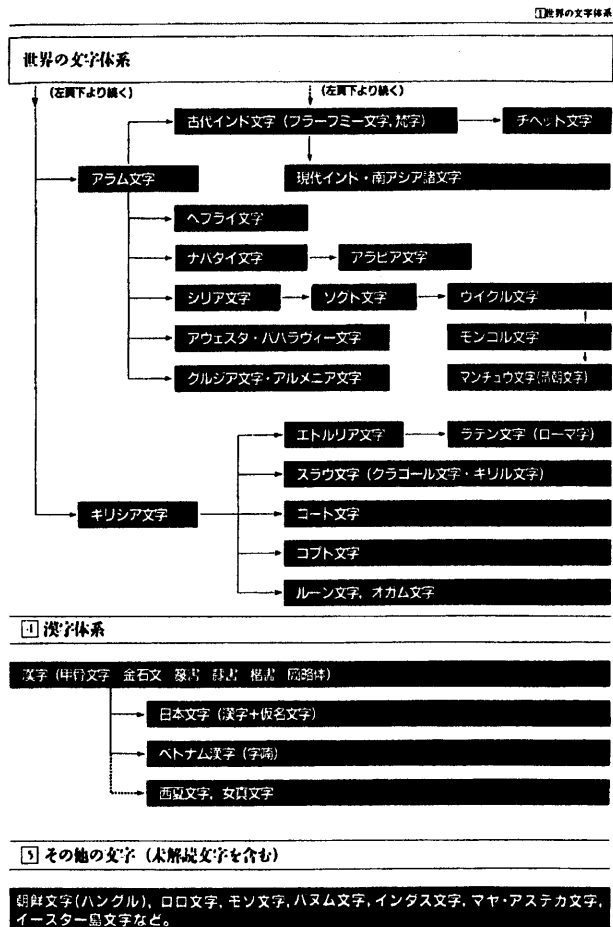 1世界の文字体系
世界の文字体系
(左頁下より続く)
(左頁下より続く)
古代インド文字 (ブラーフミー文字, 梵字)
チベット文字
アラム文字
現代インド・南アジア諸文字
ヘブライ文字
ナバタイ文字
アラビア文字
シリア文字
ソグト文字
ウイグル文字
アヴェスタ・パハラヴィー文字
モンゴル文字
グルジア文字・アルメニア文字
マンチュウ文字(清朝文字)
エトルリア文字
ラテン文字 (ローマ字)
スラヴ文字 (グラゴール文字・キリル文字)
ギリシア文字
ゴート文字
コプト文字
ルーン文字, オガム文字
4 漢字体系
漢字 (甲骨文字 金石文 篆書 隷書 楷書 簡略体)
日本文字 (漢字+仮名文字)
ベトナム漢字 (字喃)
西夏文字, 女真文字
5 その他の文字 (未解読文字を含む)
朝鮮文字(ハングル), ロロ文字, モソ文字, バヌム文字, インダス文字, マヤ・アステカ文字,
イースター島文字など。